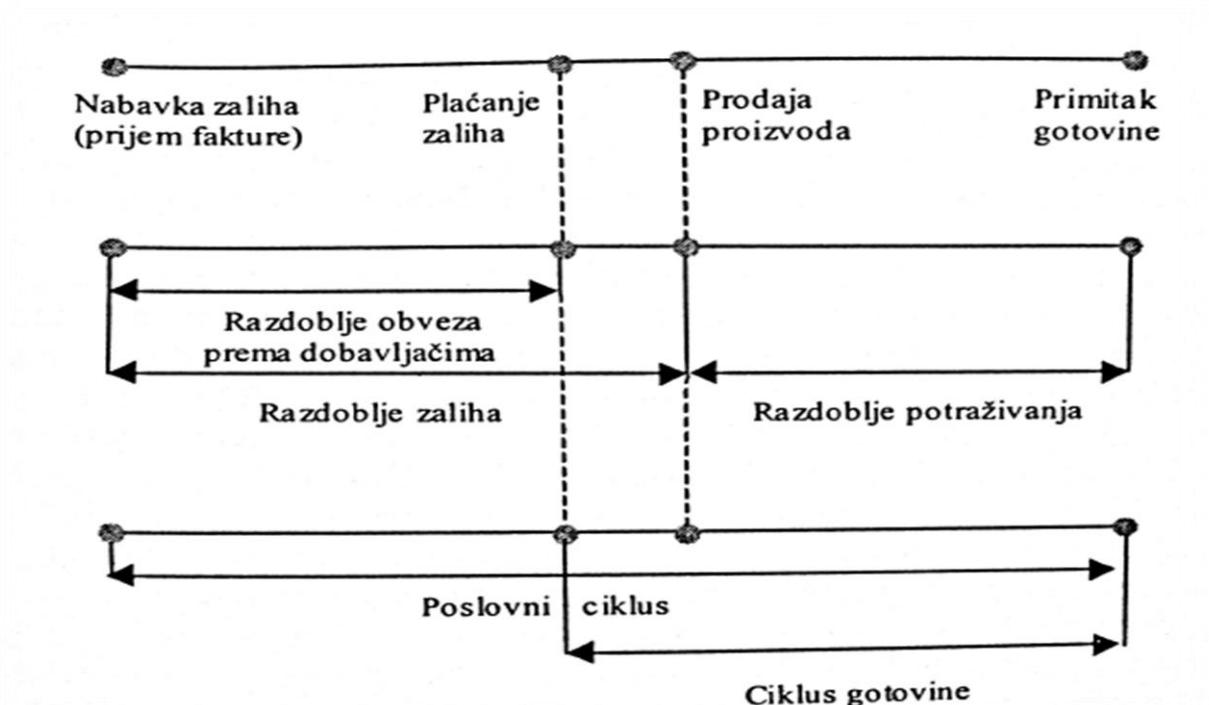 Nabavka zaliha
(prijem fakture)
Plaćanje
zaliha
Prodaja
proizvoda
Primitak
gotovine
Razdoblje obveza
prema dobavljačima
Razdoblje zaliha
Razdoblje potraživanja
Poslovni ciklus
Ciklus gotovine